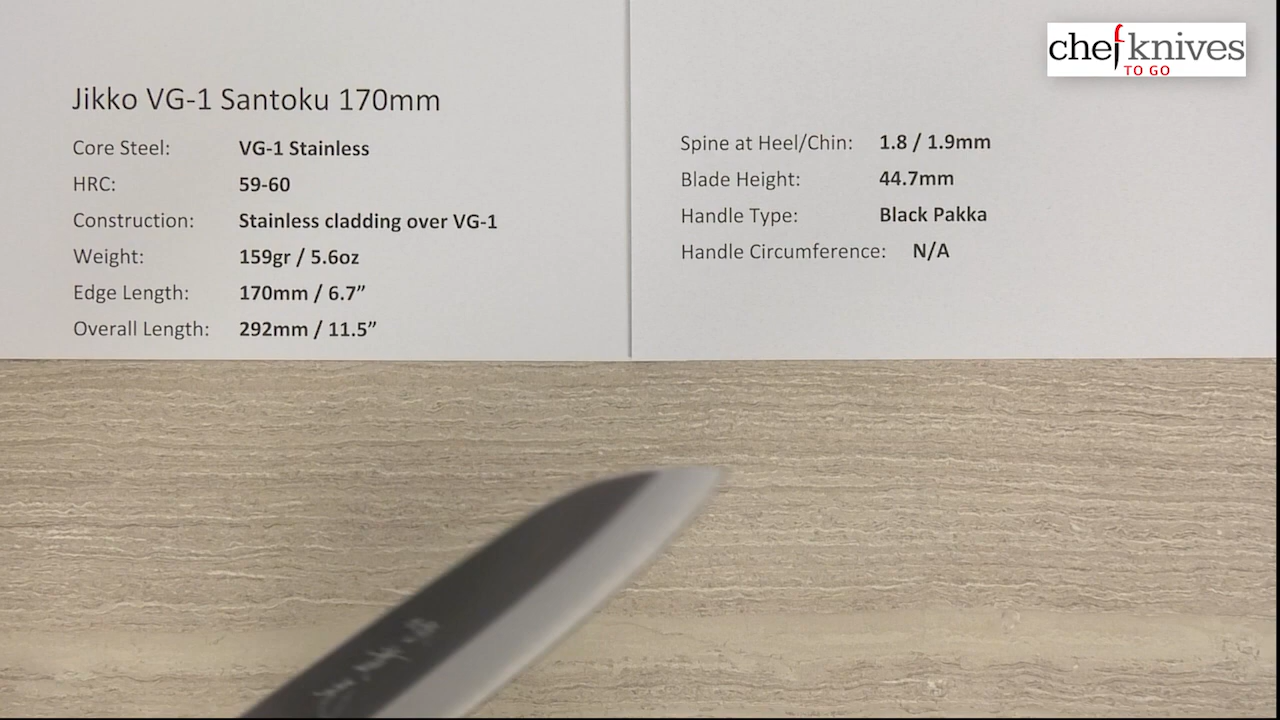 chef knives
TO GO
Jikko VG-1 Santoku 170mm
Core Steel: VG-1 Stainless
HRC: 59-60
Construction: Stainless cladding over VG-1
Weight: 159gr / 5.6oz
Edge Length: 170mm / 6.7”
Overall Length: 292mm / 11.5”
Spine at Heel/Chin: 1.8 / 1.9mm
Blade Height: 44.7mm
Handle Type: Black Pakka
Handle Circumference: N/A